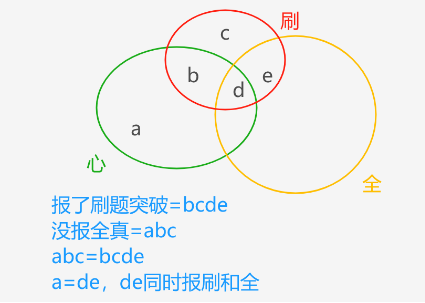 刷
c
b
e
d
a
心
全
报了刷题突破=bcde
没报全真=abc
abc=bcde
a=de，de同时报刷和全